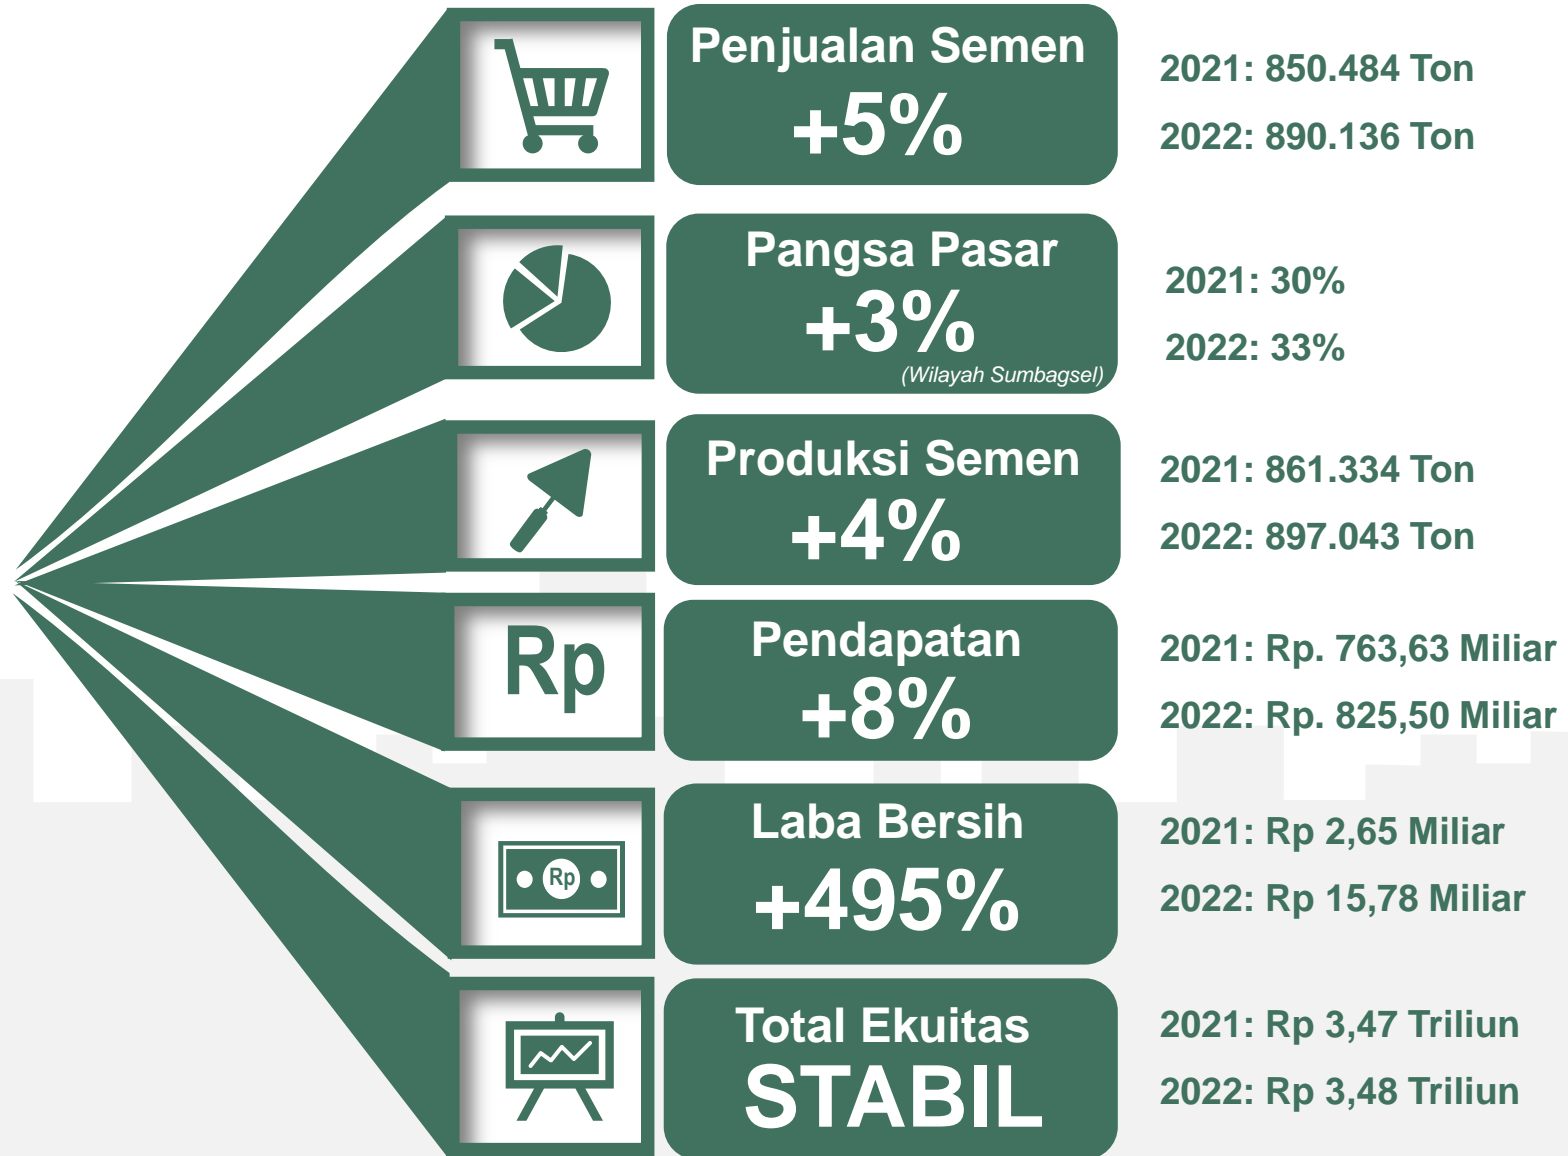 Penjualan Semen
+5%
2021: 850.484 Ton
2022: 890.136 Ton
Pangsa Pasar
+3%
(Wilayah Sumbagsel)
2021: 30%
2022: 33%
Produksi Semen
+4%
2021: 861.334 Ton
2022: 897.043 Ton
Rp
Pendapatan
+8%
2021: Rp. 763,63 Miliar
2022: Rp. 825,50 Miliar
Rp
Laba Bersih
+495%
2021: Rp 2,65 Miliar
2022: Rp 15,78 Miliar
Total Ekuitas
STABIL
2021: Rp 3,47 Triliun
2022: Rp 3,48 Triliun